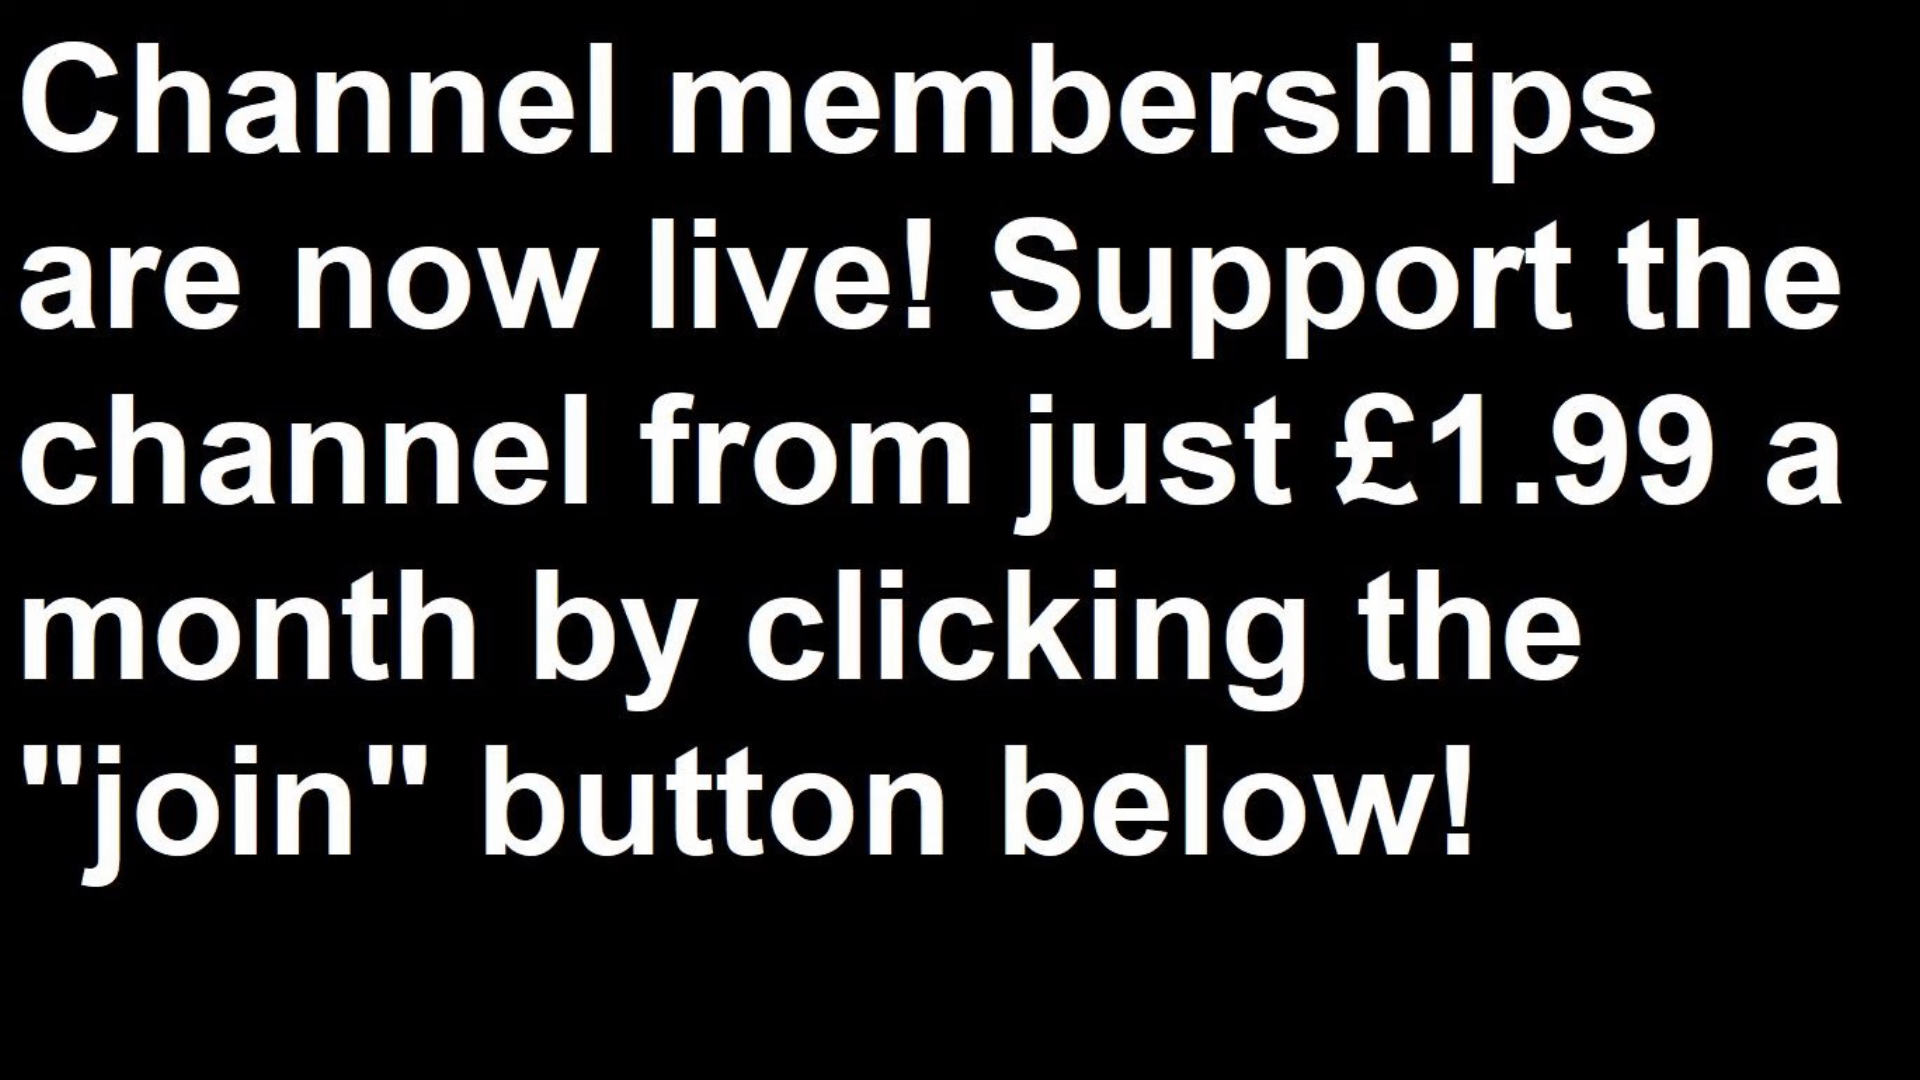 Channel memberships
are now live! Support the
channel from just £1.99 a
month by clicking the
"join" button below!